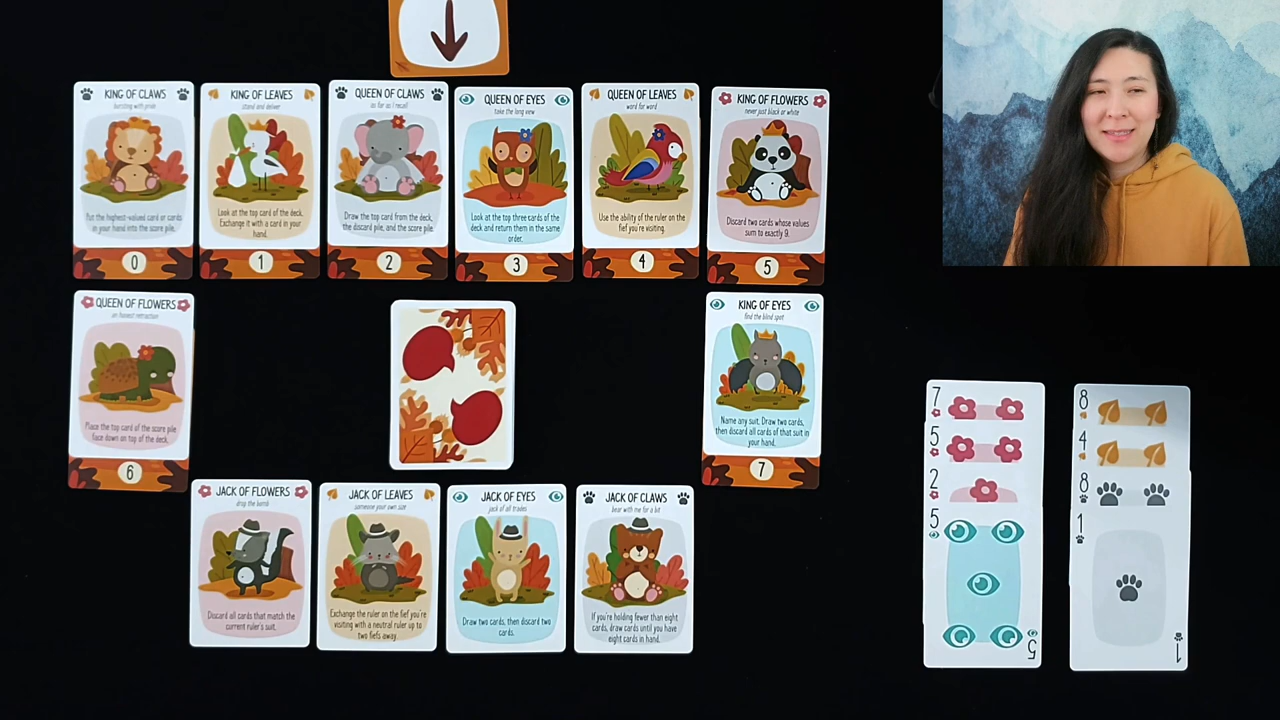 KING OF CLAWS
bursting with pride
Put the highest-valued card or cards
in your hand into the score pile.
0
KING OF LEAVES
stand and deliver
Look at the top card of the deck.
Exchange it with a card in your
hand.
1
QUEEN OF CLAWS
as far as I recall
Draw the top card from the deck,
the discard pile, and the score pile.
2
QUEEN OF EYES
take the long view
Look at the top three cards of the
deck and return them in the same
order.
3
QUEEN OF LEAVES
word for word
Use the ability of the ruler on the
fief you're visiting.
4
KING OF FLOWERS
never just black or white
Discard two cards whose values
sum to exactly 9.
5
QUEEN OF FLOWERS
an honest retraction
Place the top card of the score pile
face down on top of the deck.
6
KING OF EYES
find the blind spot
Name any suit. Draw two cards,
then discard all cards of that suit in
your hand.
7
JACK OF FLOWERS
drop the bomb
Discard all cards that match the
current ruler's suit.
JACK OF LEAVES
someone your own size
Exchange the ruler on the fief you're
visiting with a neutral ruler up to
two fiefs away.
JACK OF EYES
jack of all trades
Draw two cards, then discard two
cards.
JACK OF CLAWS
bear with me for a bit
If you're holding fewer than eight
cards, draw cards until you have
eight cards in hand.
7
5
2
5
5
8
4
8
1
1